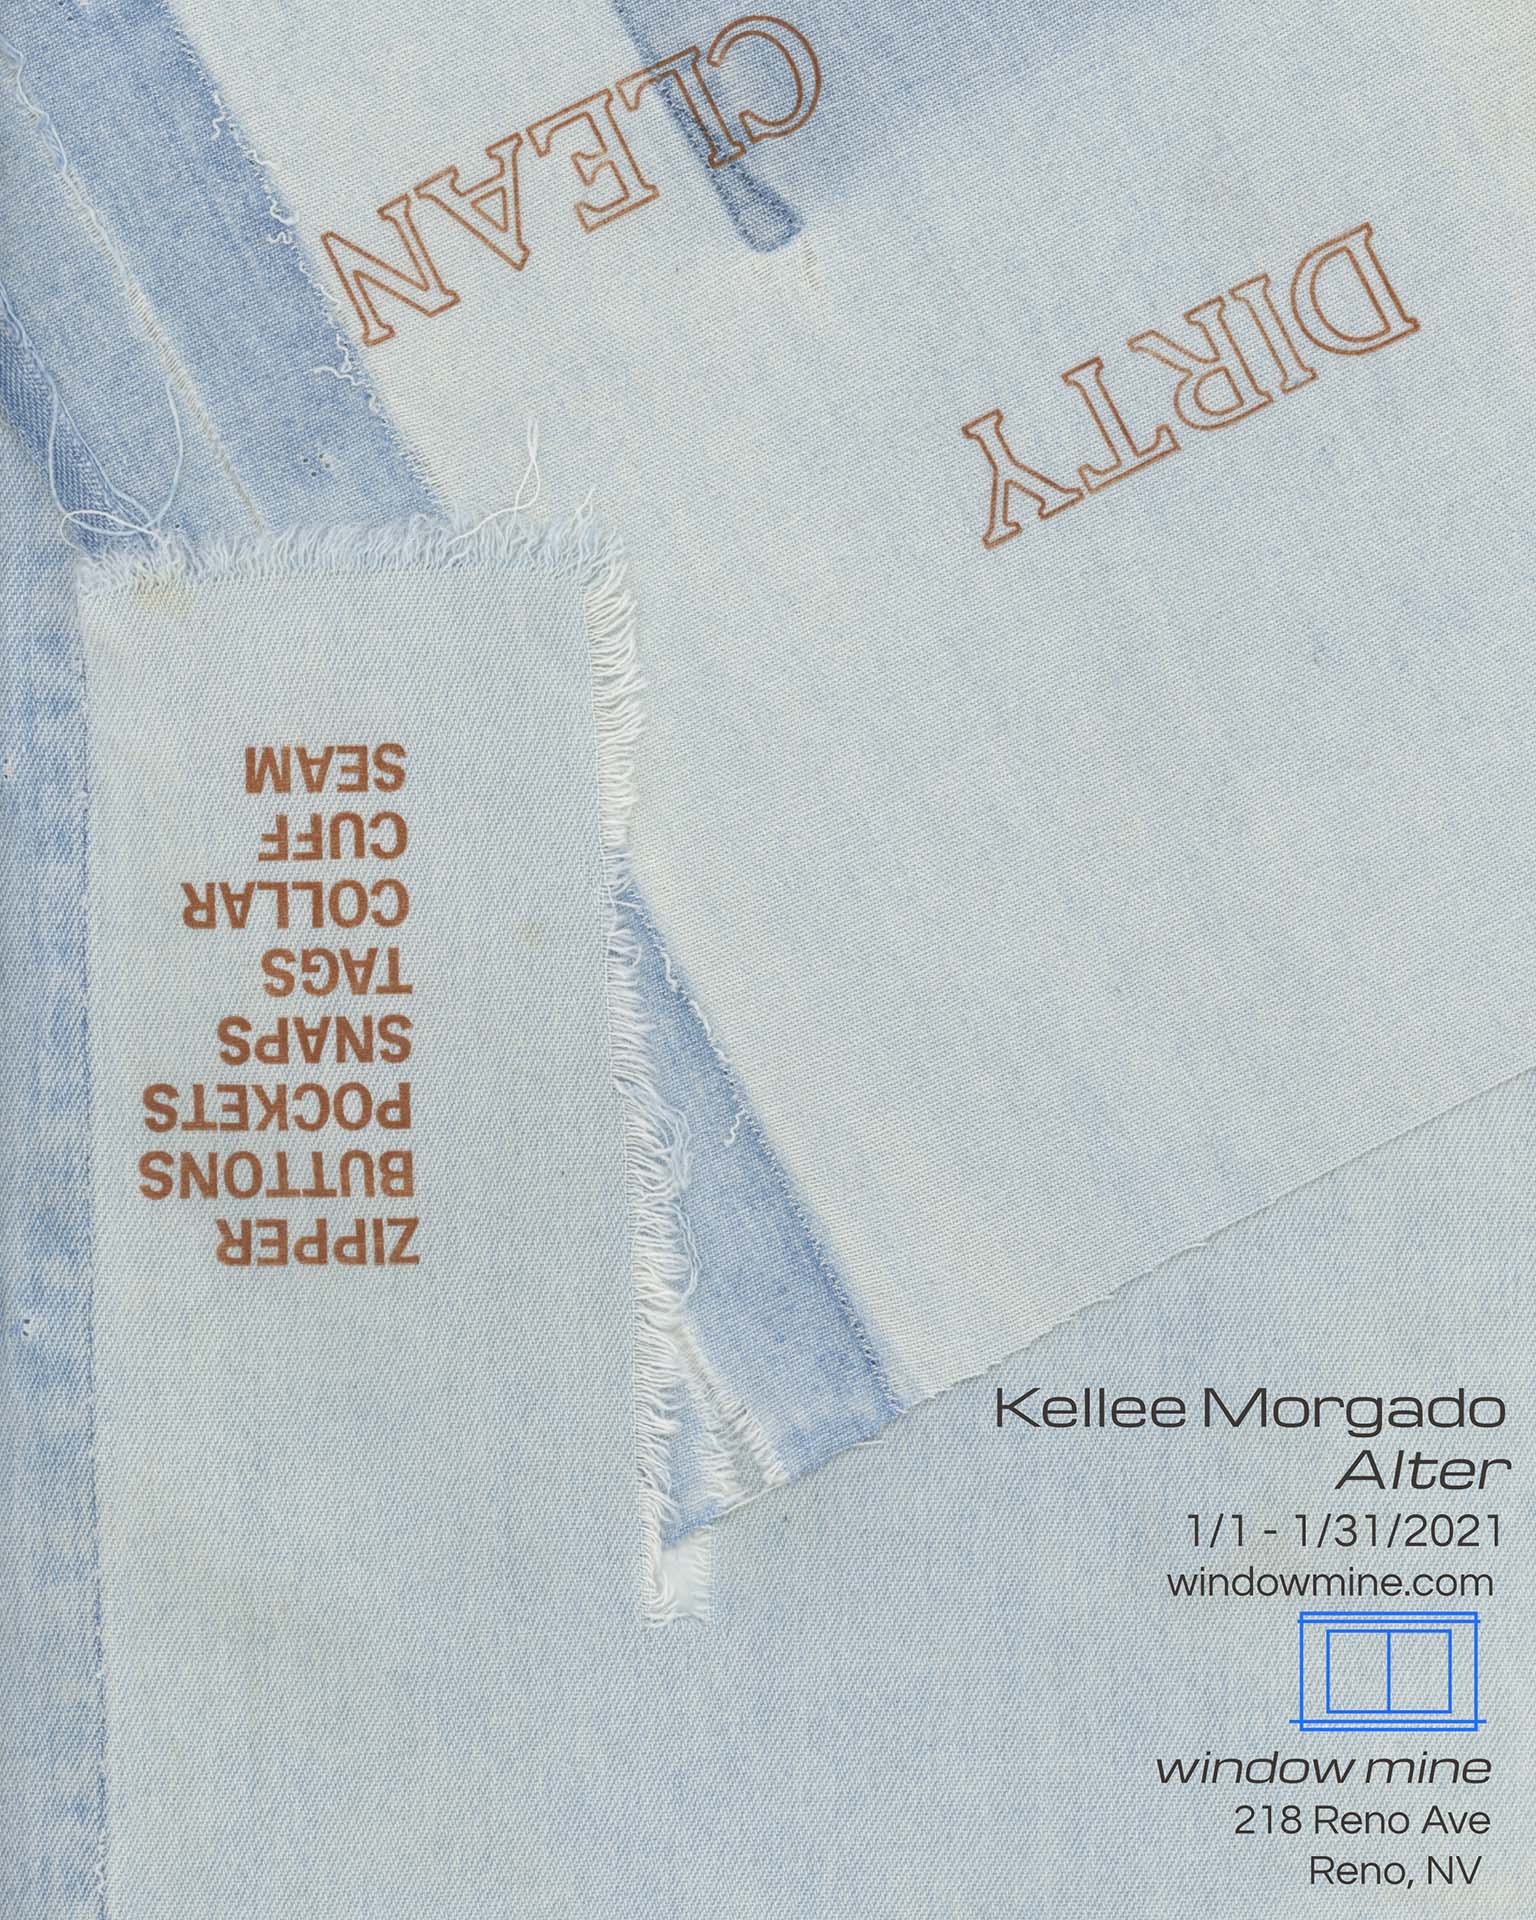 CLEAN
DIRTY
ZIPPER
BUTTONS
POCKETS
SNAPS
TAGS
COLLAR
CUFF
SEAM
Kellee Morgado
Alter
1/1 - 1/31/2021
windowmine.com
window mine
218 Reno Ave
Reno, NV